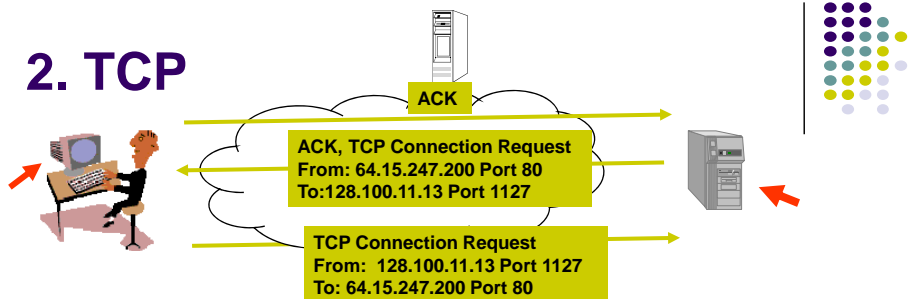 2. TCP
ACK
ACK, TCP Connection Request
From: 64.15.247.200 Port 80
To:128.100.11.13 Port 1127
TCP Connection Request
From: 128.100.11.13 Port 1127
To: 64.15.247.200 Port 80